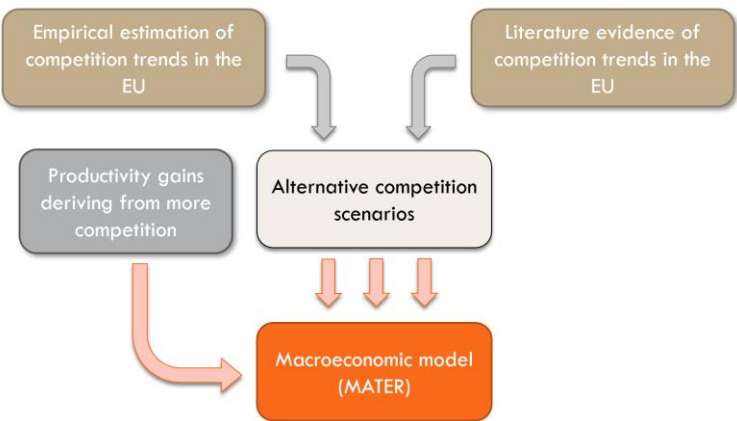 Empirical estimation of
competition trends in the
EU
Literature evidence of
competition trends in the
EU
Productivity gains
deriving from more
competition
Alternative competition
scenarios
Macroeconomic model
(MATER)